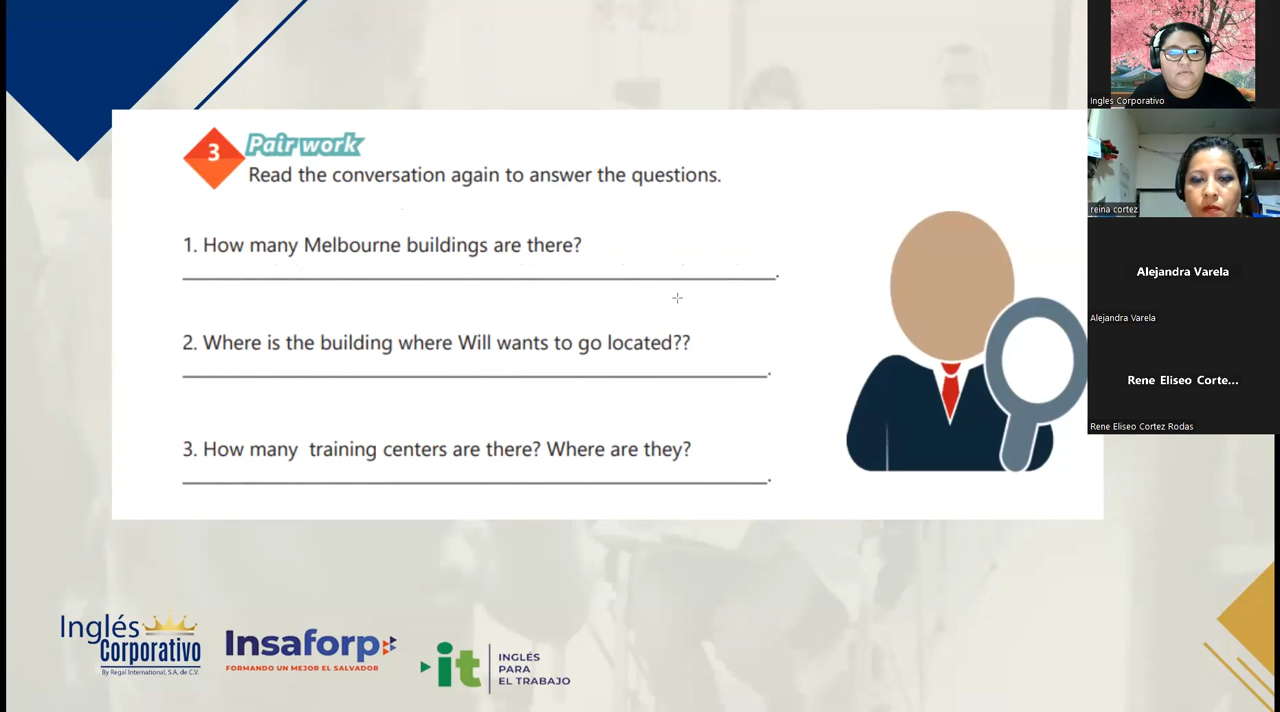 3
Pair work
Read the conversation again to answer the questions.
1. How many Melbourne buildings are there?
.
2. Where is the building where Will wants to go located??
.
3. How many training centers are there? Where are they?
.
Ingles Corporativo
reina cortez
Alejandra Varela
Alejandra Varela
Rene Eliseo Corte...
Rene Eliseo Cortez Rodas
Inglés
Corporativo
By Regal International, S.A. de C.V.
Insaforp
FORMANDO UN MEJOR EL SALVADOR
it
INGLÉS
PARA
EL TRABAJO